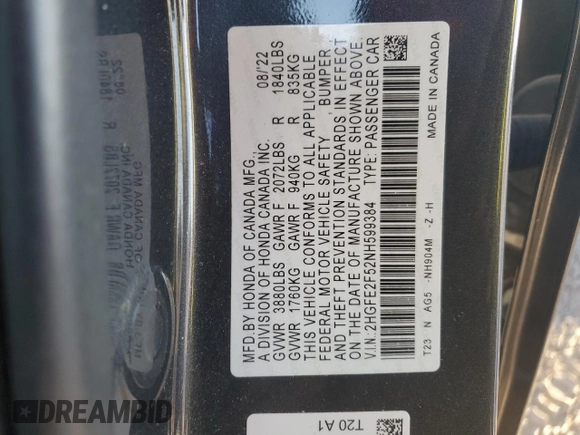 MFD.BY HONDA OF CANADA MFG. 08/22
A DIVISION OF HONDA CANADA INC.
GVWR 3880LBS GAWR F 2072LBS R 1840LBS
GVWR 1760KG GAWR F 940KG R 835KG
THIS VEHICLE CONFORMS TO ALL APPLICABLE
FEDERAL MOTOR VEHICLE SAFETY, BUMPER,
AND THEFT PREVENTION STANDARDS IN EFFECT
ON THE DATE OF MANUFACTURE SHOWN ABOVE.
V.I.N.:2HGFE2F52NH599384 TYPE: PASSENGER CAR
T23 N AG5 -NH904M -Z -H MADE IN CANADA
T20 A1
DREAMBID